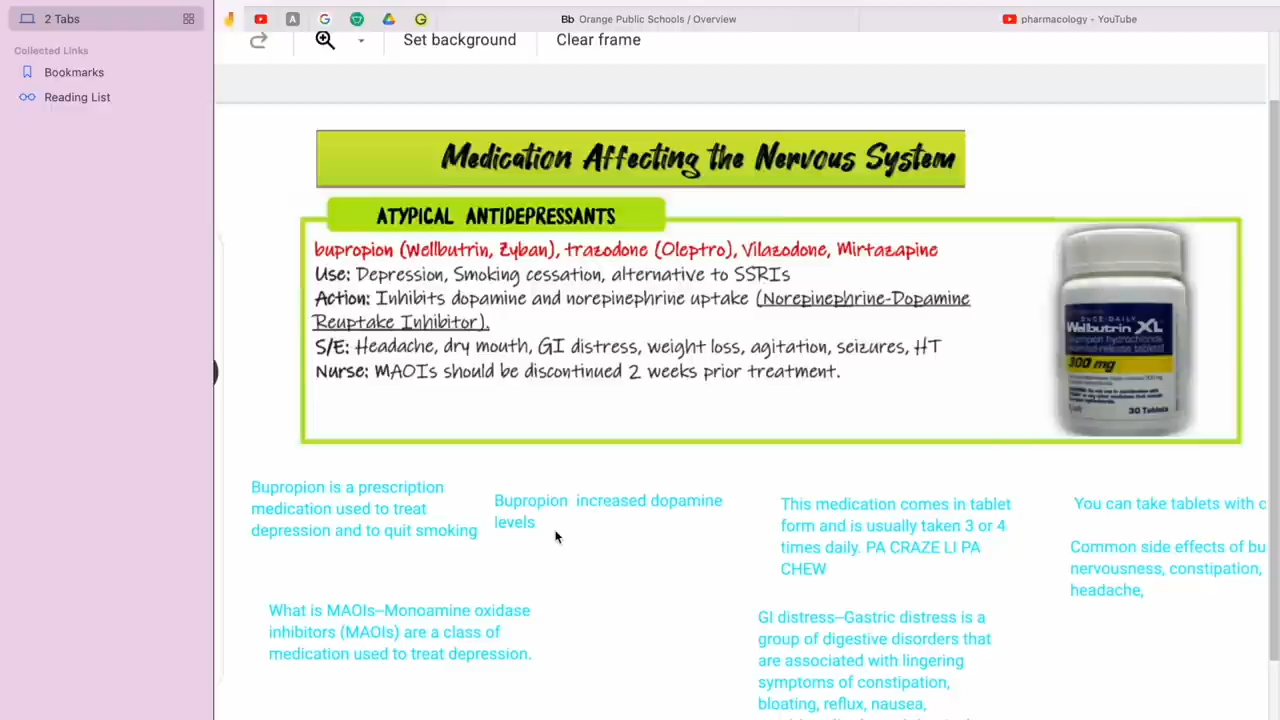 2 Tabs
Collected Links
Bookmarks
Reading List
A
G
G
Bb Orange Public Schools / Overview
pharmacology - YouTube
Set background
Clear frame
Medication Affecting the Nervous System
ATYPICAL ANTIDEPRESSANTS
bupropion (Wellbutrin, Zyban), trazodone (Oleptro), Vilazodone, Mirtazapine
Use: Depression, Smoking cessation, alternative to SSRIs
Action: Inhibits dopamine and norepinephrine uptake (Norepinephrine-Dopamine
Reuptake Inhibitor).
S/E: Headache, dry mouth, GI distress, weight loss, agitation, seizures, HT
Nurse: MAOIs should be discontinued 2 weeks prior treatment.
ONCE-DAILY
Wellbutrin XL
300 mg
30 Tablets
Bupropion is a prescription
medication used to treat
depression and to quit smoking
Bupropion increased dopamine
levels
This medication comes in tablet
form and is usually taken 3 or 4
times daily. PA CRAZE LI PA
CHEW
You can take tablets with
Common side effects of bu
nervousness, constipation,
headache,
What is MAOIs—Monoamine oxidase
inhibitors (MAOIs) are a class of
medication used to treat depression.
GI distress—Gastric distress is a
group of digestive disorders that
are associated with lingering
symptoms of constipation,
bloating, reflux, nausea,